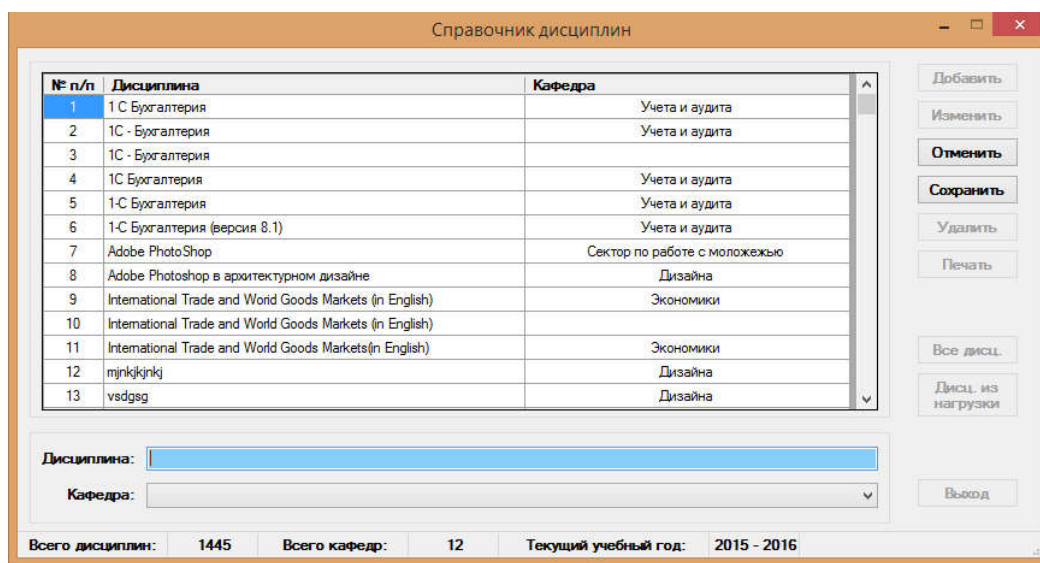 Справочник дисциплин
№ п/п Дисциплина Кафедра
1 1 С Бухгалтерия Учета и аудита
2 1С - Бухгалтерия Учета и аудита
3 1С - Бухгалтерия
4 1С Бухгалтерия Учета и аудита
5 1-С Бухгалтерия Учета и аудита
6 1-С Бухгалтерия (версия 8.1) Учета и аудита
7 Adobe PhotoShop Сектор по работе с моложежью
8 Adobe Photoshop в архитектурном дизайне Дизайна
9 International Trade and World Goods Markets (in English) Экономики
10 International Trade and World Goods Markets (in English)
11 International Trade and World Goods Markets(in English) Экономики
12 mjnkjkjnkj Дизайна
13 vsdgsg Дизайна
Добавить
Изменить
Отменить
Сохранить
Удалить
Печать
Все дисц.
Дисц. из
нагрузки
Дисциплина:
Кафедра:
Выход
Всего дисциплин: 1445 Всего кафедр: 12 Текущий учебный год: 2015 - 2016